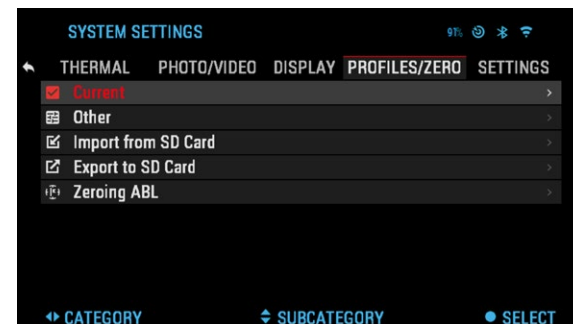 SYSTEM SETTINGS 91%
THERMAL PHOTO/VIDEO DISPLAY PROFILES/ZERO SETTINGS
Current
Other
Import from SD Card
Export to SD Card
Zeroing ABL
CATEGORY SUBCATEGORY SELECT